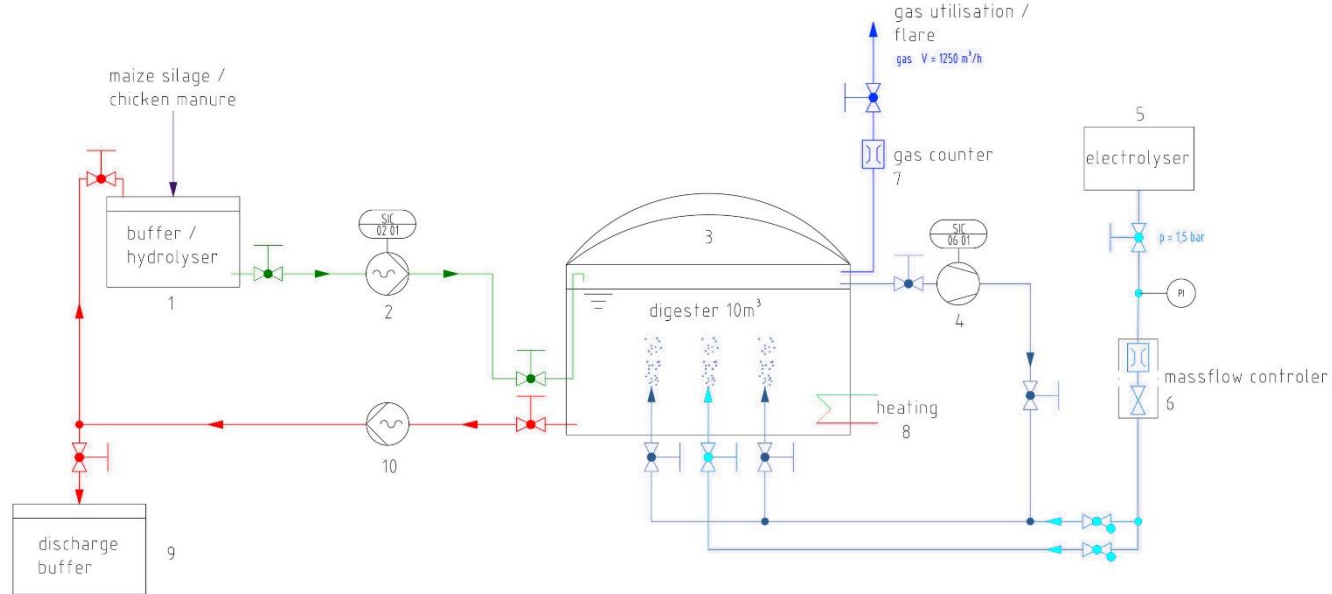 gas utilisation /
flare
gas V = 1250 m³/h
maize silage /
chicken manure
5
electrolyser
gas counter
7
SIC
02 01
SIC
06 01
buffer /
hydrolyser
3
p = 1,5 bar
PI
1
2
digester 10m³
4
massflow controler
6
heating
8
10
discharge
buffer
9